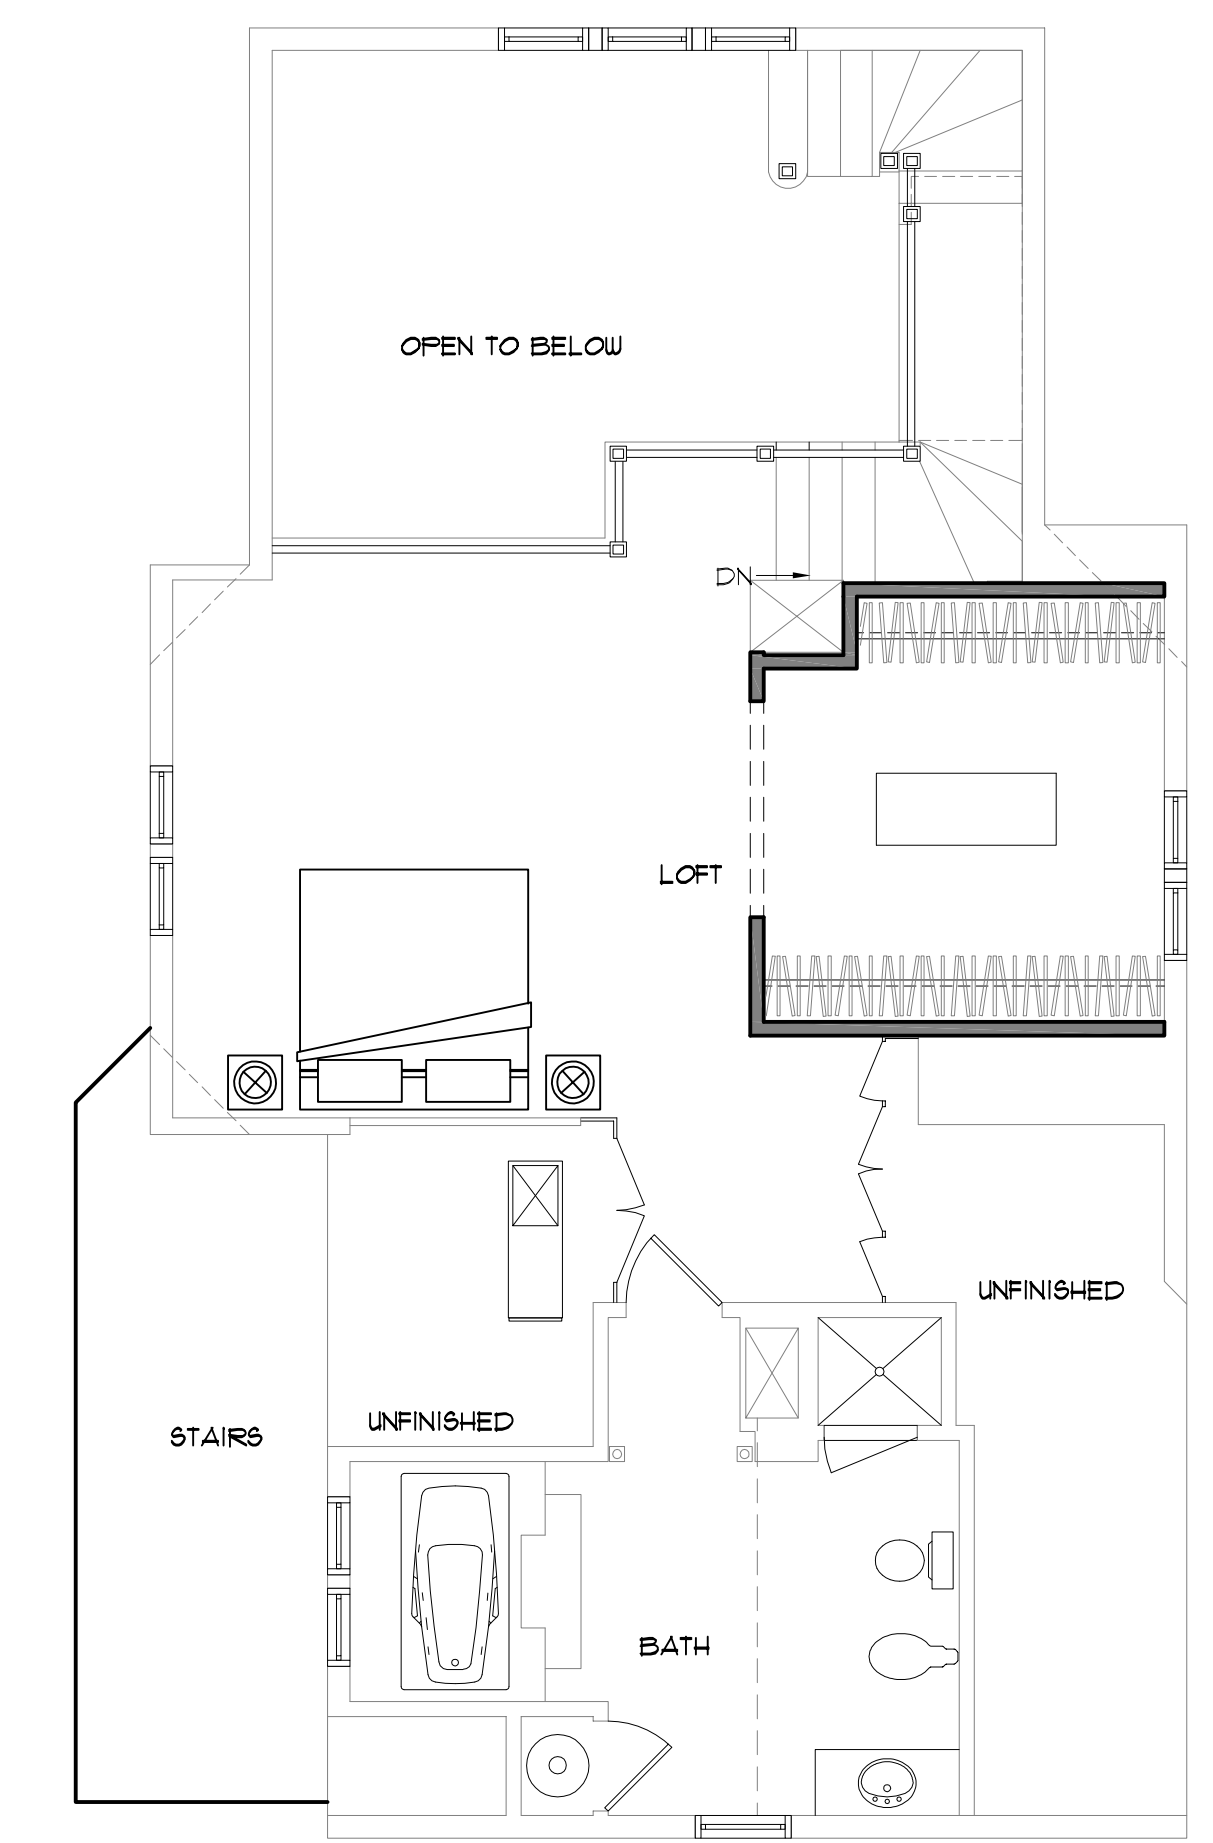 OPEN TO BELOW
DN
LOFT
UNFINISHED
UNFINISHED
STAIRS
BATH